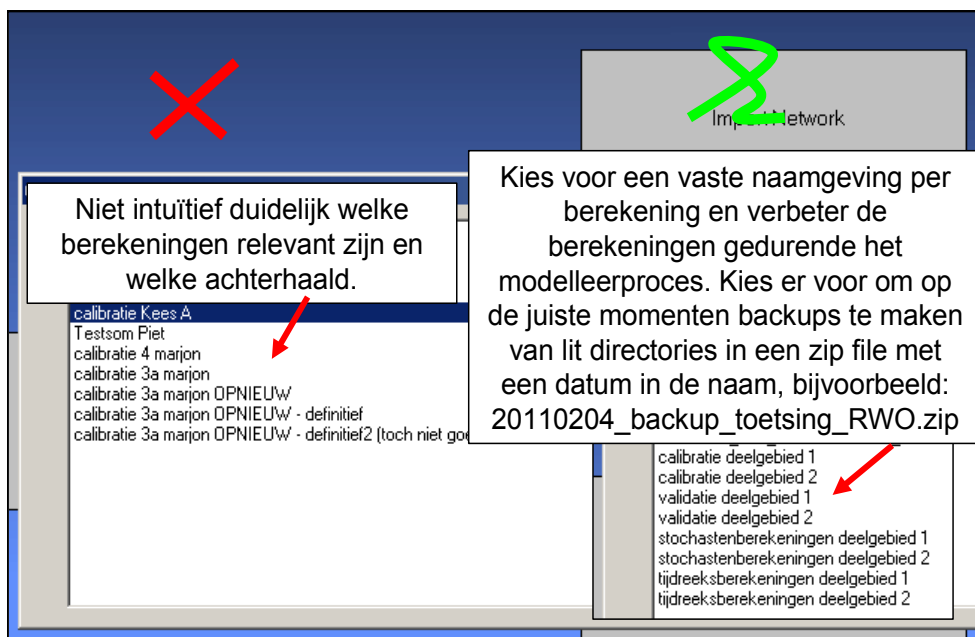 Import Network
Niet intuïtief duidelijk welke
berekeningen relevant zijn en
welke achterhaald.
calibratie Kees A
Testsom Piet
calibratie 4 marjon
calibratie 3a marjon
calibratie 3a marjon OPNIEUW
calibratie 3a marjon OPNIEUW - definitief
calibratie 3a marjon OPNIEUW - definitief2 (toch niet
Kies voor een vaste naamgeving per
berekening en verbeter de
berekeningen gedurende het
modelleerproces. Kies er voor om op
de juiste momenten backups te maken
van lit directories in een zip file met
een datum in de naam, bijvoorbeeld:
20110204_backup_toetsing_RWO.zip
calibratie deelgebied 1
calibratie deelgebied 2
validatie deelgebied 1
validatie deelgebied 2
stochastenberekeningen deelgebied 1
stochastenberekeningen deelgebied 2
tijdreeksberekeningen deelgebied 1
tijdreeksberekeningen deelgebied 2